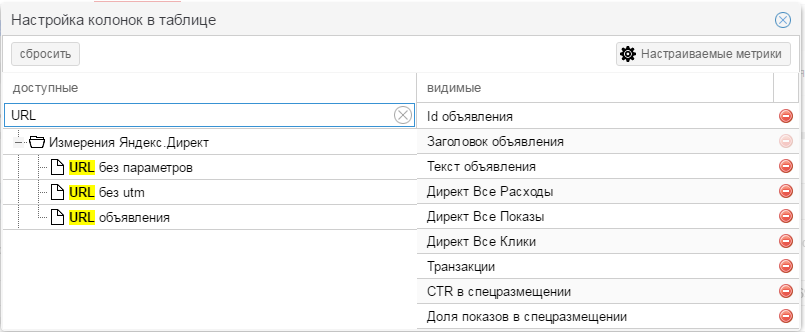 Настройка колонок в таблице
сбросить
Настраиваемые метрики
доступные
URL
Измерения Яндекс.Директ
URL без параметров
URL без utm
URL объявления
видимые
Id объявления
Заголовок объявления
Текст объявления
Директ Все Расходы
Директ Все Показы
Директ Все Клики
Транзакции
CTR в спецразмещении
Доля показов в спецразмещении